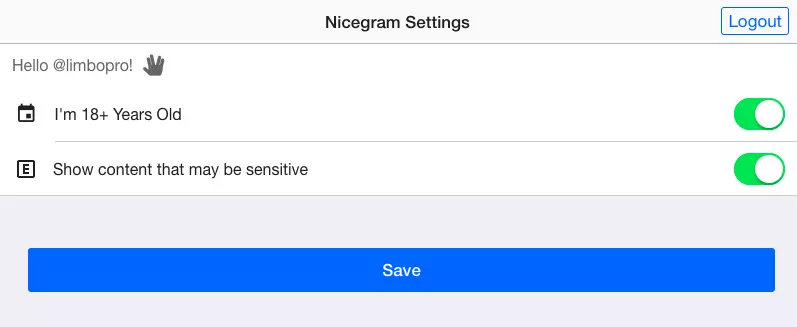 Nicegram Settings
Logout
Hello @limbopro!
I'm 18+ Years Old
E Show content that may be sensitive
Save